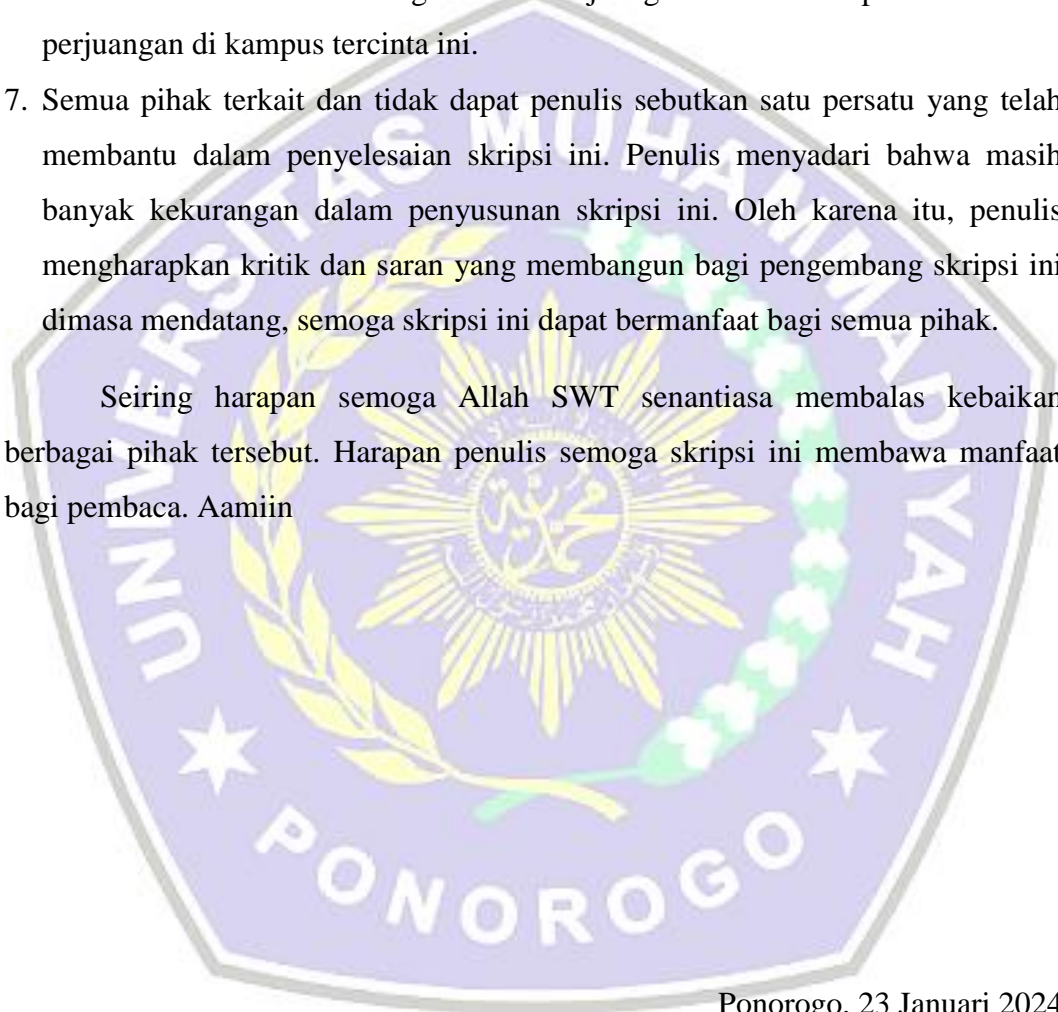 perjuangan di kampus tercinta ini.
7. Semua pihak terkait dan tidak dapat penulis sebutkan satu persatu yang telah
membantu dalam penyelesaian skripsi ini. Penulis menyadari bahwa masih
banyak kekurangan dalam penyusunan skripsi ini. Oleh karena itu, penulis
mengharapkan kritik dan saran yang membangun bagi pengembang skripsi ini
dimasa mendatang, semoga skripsi ini dapat bermanfaat bagi semua pihak.
Seiring harapan semoga Allah SWT senantiasa membalas kebaikan
berbagai pihak tersebut. Harapan penulis semoga skripsi ini membawa manfaat
bagi pembaca. Aamiin
UNIVERSITAS MUHAMMADIYAH
محمدية
PONOROGO
Ponorogo, 23 Januari 2024